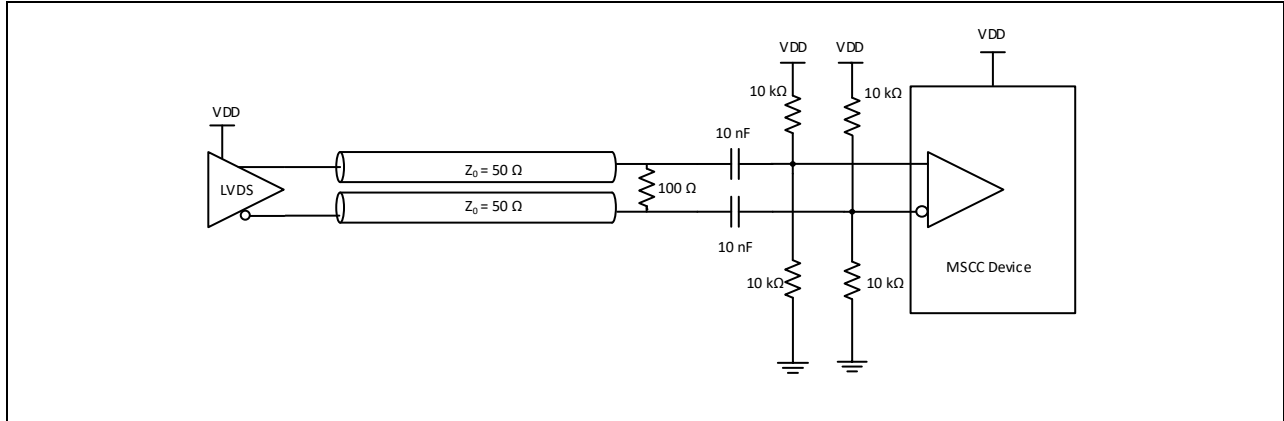 VDD
VDD VDD
10 kΩ 10 kΩ
VDD
10 nF
LVDS
Z₀ = 50 Ω
100 Ω
Z₀ = 50 Ω
10 nF
MSCC Device
10 kΩ 10 kΩ